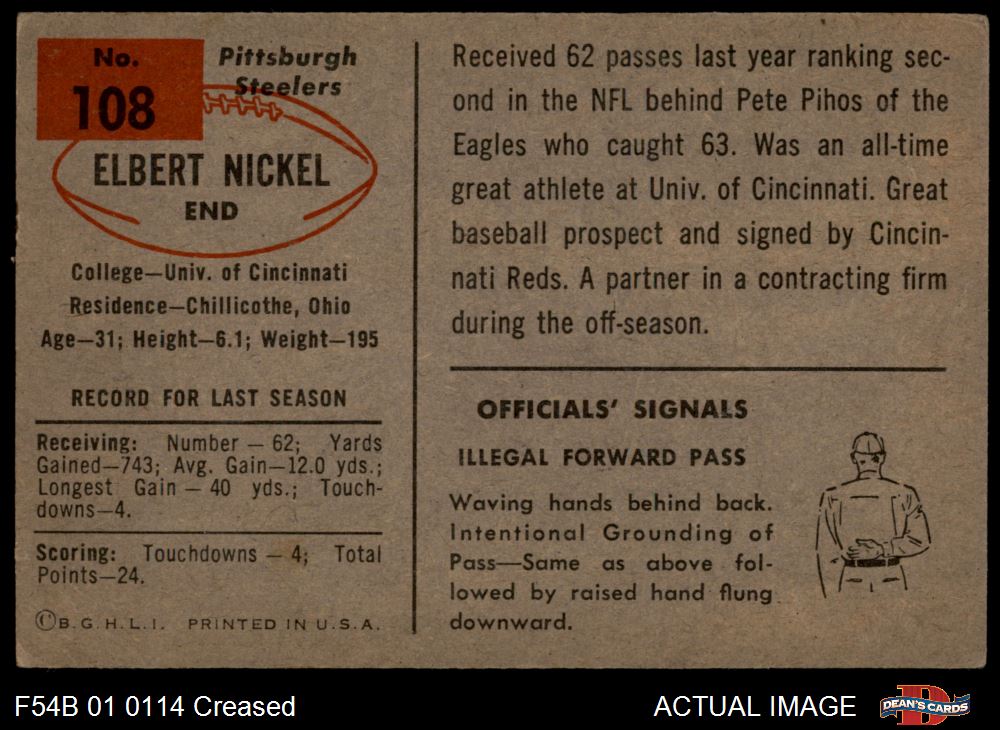 No.
108
Pittsburgh
Steelers
ELBERT NICKEL
END
College—Univ. of Cincinnati
Residence—Chillicothe, Ohio
Age—31; Height—6.1; Weight—195
RECORD FOR LAST SEASON
Receiving: Number — 62; Yards
Gained—743; Avg. Gain—12.0 yds.;
Longest Gain — 40 yds.; Touch-
downs—4.
Scoring: Touchdowns — 4; Total
Points—24.
©B.G.H.L.I. PRINTED IN U.S.A.
Received 62 passes last year ranking sec-
ond in the NFL behind Pete Pihos of the
Eagles who caught 63. Was an all-time
great athlete at Univ. of Cincinnati. Great
baseball prospect and signed by Cincin-
nati Reds. A partner in a contracting firm
during the off-season.
OFFICIALS' SIGNALS
ILLEGAL FORWARD PASS
Waving hands behind back.
Intentional Grounding of
Pass—Same as above fol-
lowed by raised hand flung
downward.
F54B 01 0114 Creased
ACTUAL IMAGE
D
DEAN'S CARDS